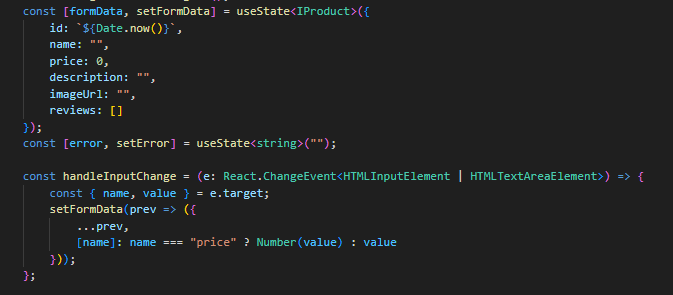 const [formData, setFormData] = useState<IProduct>({
    id: `${Date.now()}`,
    name: "",
    price: 0,
    description: "",
    imageUrl: "",
    reviews: []
});
const [error, setError] = useState<string>("");
const handleInputChange = (e: React.ChangeEvent<HTMLInputElement | HTMLTextAreaElement>) => {
    const { name, value } = e.target;
    setFormData(prev => ({
        ...prev,
        [name]: name === "price" ? Number(value) : value
    }));
};